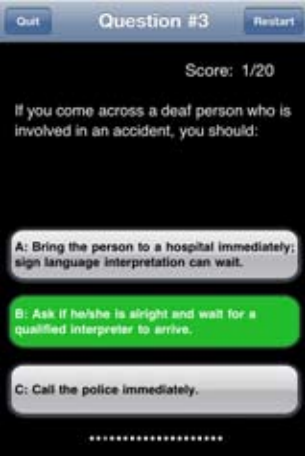 Quit Question #3 Restart
Score: 1/20
If you come across a deaf person who is
involved in an accident, you should:
A: Bring the person to a hospital immediately;
sign language interpretation can wait.
B: Ask if he/she is alright and wait for a
qualified interpreter to arrive.
C: Call the police immediately.